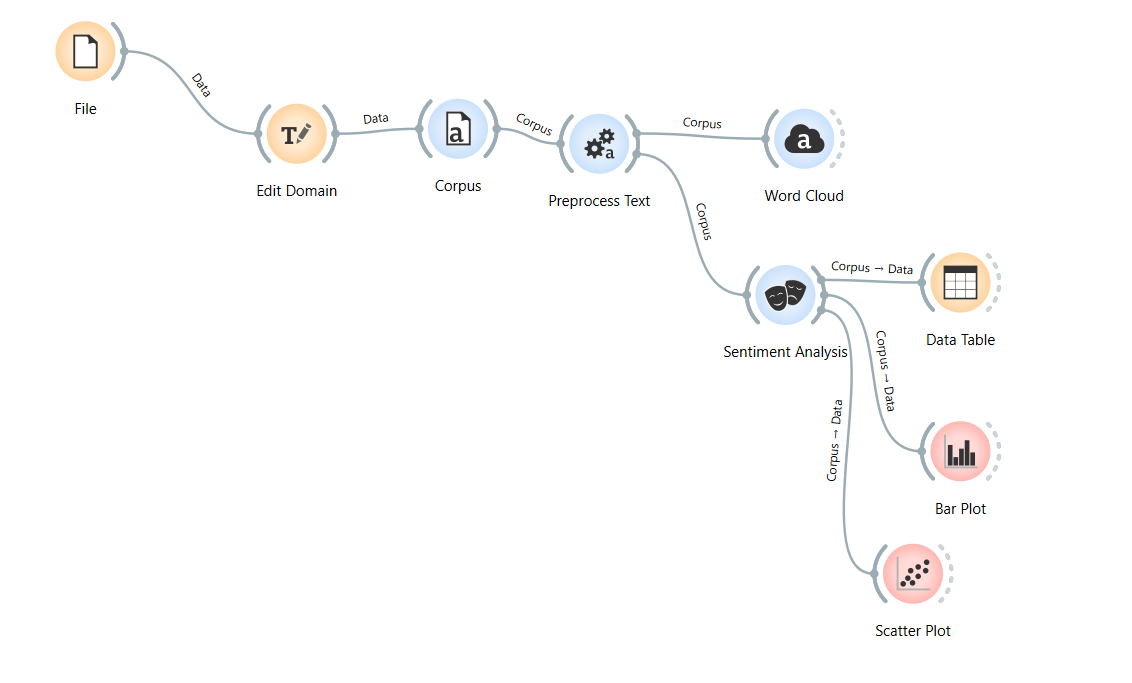 File
Data
Edit Domain
Data
Corpus
Corpus
Preprocess Text
Corpus
Word Cloud
Corpus
Sentiment Analysis
Corpus → Data
Data Table
Corpus → Data
Bar Plot
Corpus → Data
Scatter Plot
T
a
a
a